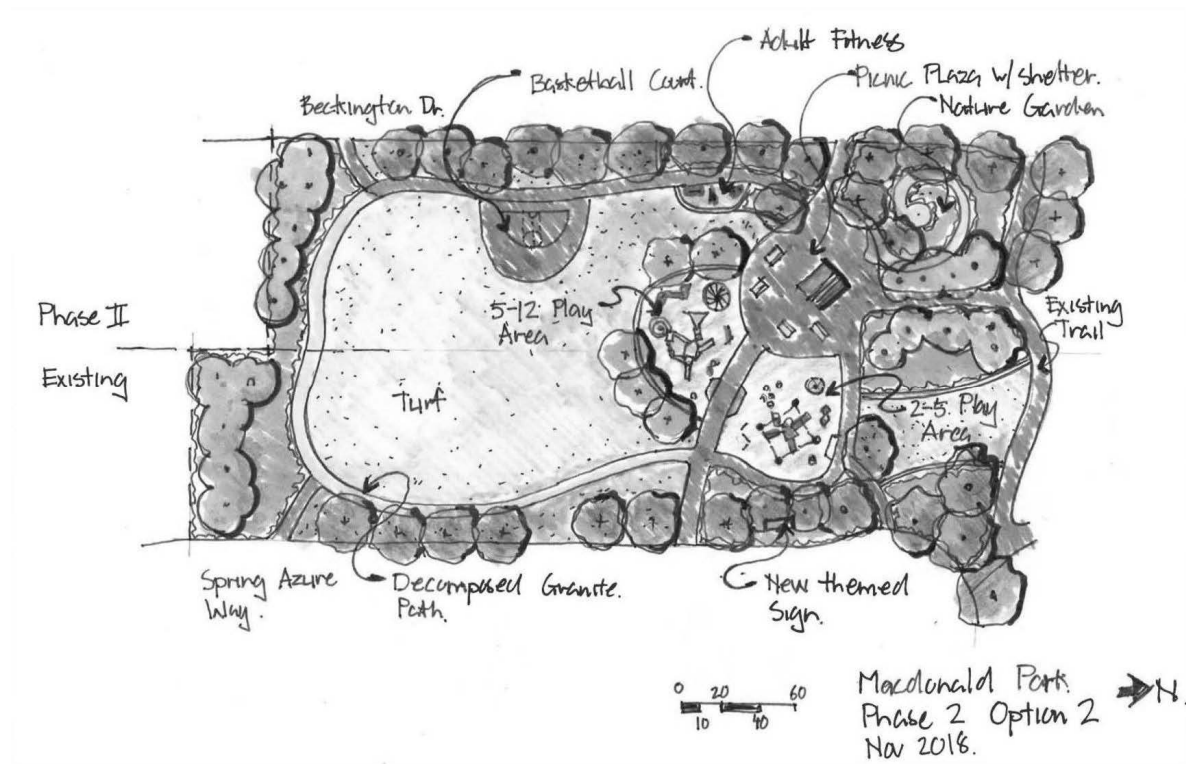 Adult Fitness
Basketball Court.
Picnic Plaza w/ shelter.
Nature Garden
Beckington Dr.
Phase II
Existing
5-12 Play
Area
Existing
Trail
Turf
2-5 Play
Area
Spring Azure
Way.
Decomposed Granite
Path.
New themed
Sign.
0 20 60
10 40
Macdonald Park
Phase 2 Option 2
Nov 2018.
N.